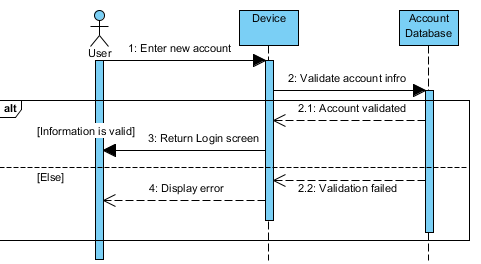 Device
Account
Database
User
1: Enter new account
2: Validate account infro
alt
2.1: Account validated
[Information is valid]
3: Return Login screen
[Else]
2.2: Validation failed
4: Display error